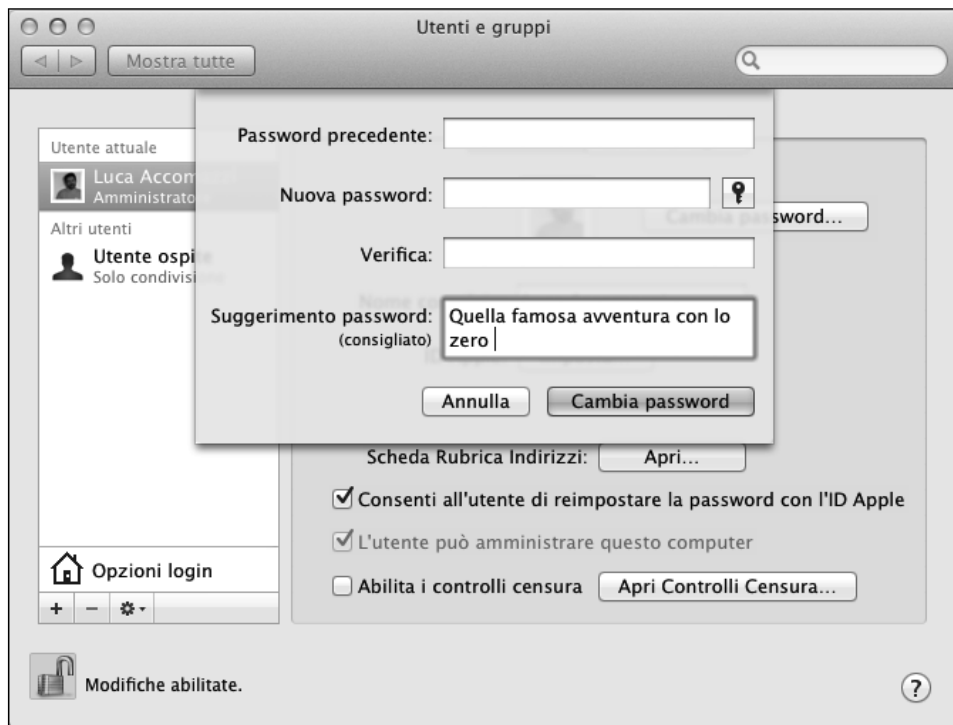 Utenti e gruppi
Mostra tutte
Password precedente:
Nuova password:
Verifica:
Suggerimento password:
(consigliato)
Quella famosa avventura con lo
zero
Annulla
Cambia password
Utente attuale
Luca
Amministrato
Altri utenti
Utente ospite
Solo condivisi
Cambia password...
Scheda Rubrica Indirizzi:
Apri...
Consenti all'utente di reimpostare la password con l'ID Apple
L'utente può amministrare questo computer
Abilita i controlli censura
Apri Controlli Censura...
Opzioni login
Modifiche abilitate.
?